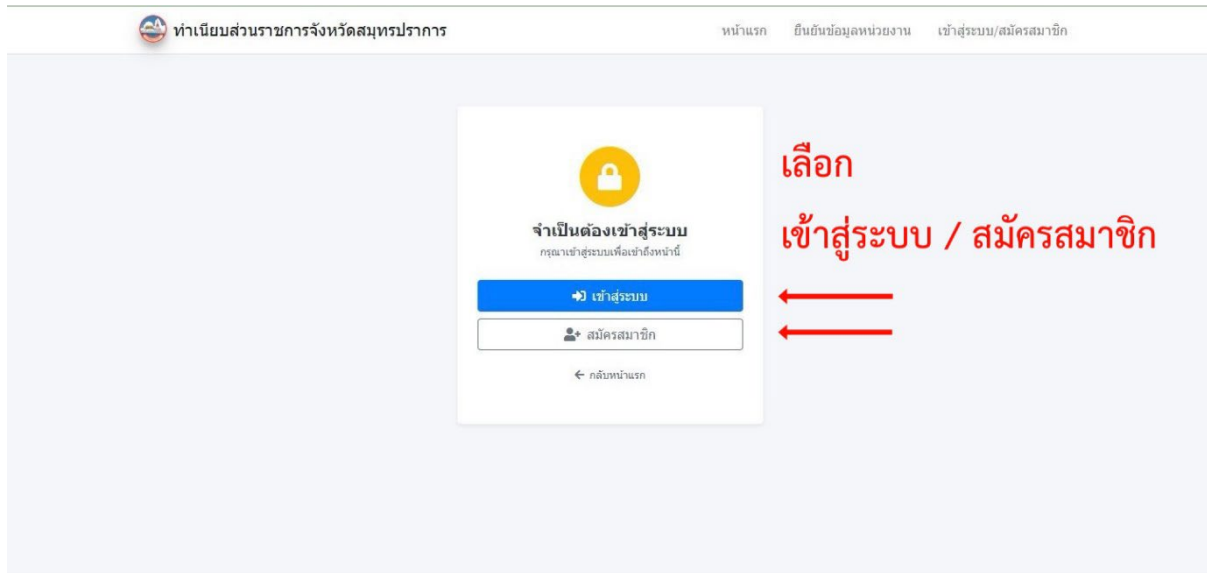 ทำเนียบส่วนราชการจังหวัดสมุทรปราการ หน้าแรก ยืนยันข้อมูลหน่วยงาน เข้าสู่ระบบ/สมัครสมาชิก
เลือก
จำเป็นต้องเข้าสู่ระบบ
เข้าสู่ระบบ / สมัครสมาชิก
กรุณาเข้าสู่ระบบเพื่อเข้าถึงหน้านี้
เข้าสู่ระบบ
สมัครสมาชิก
กลับหน้าแรก